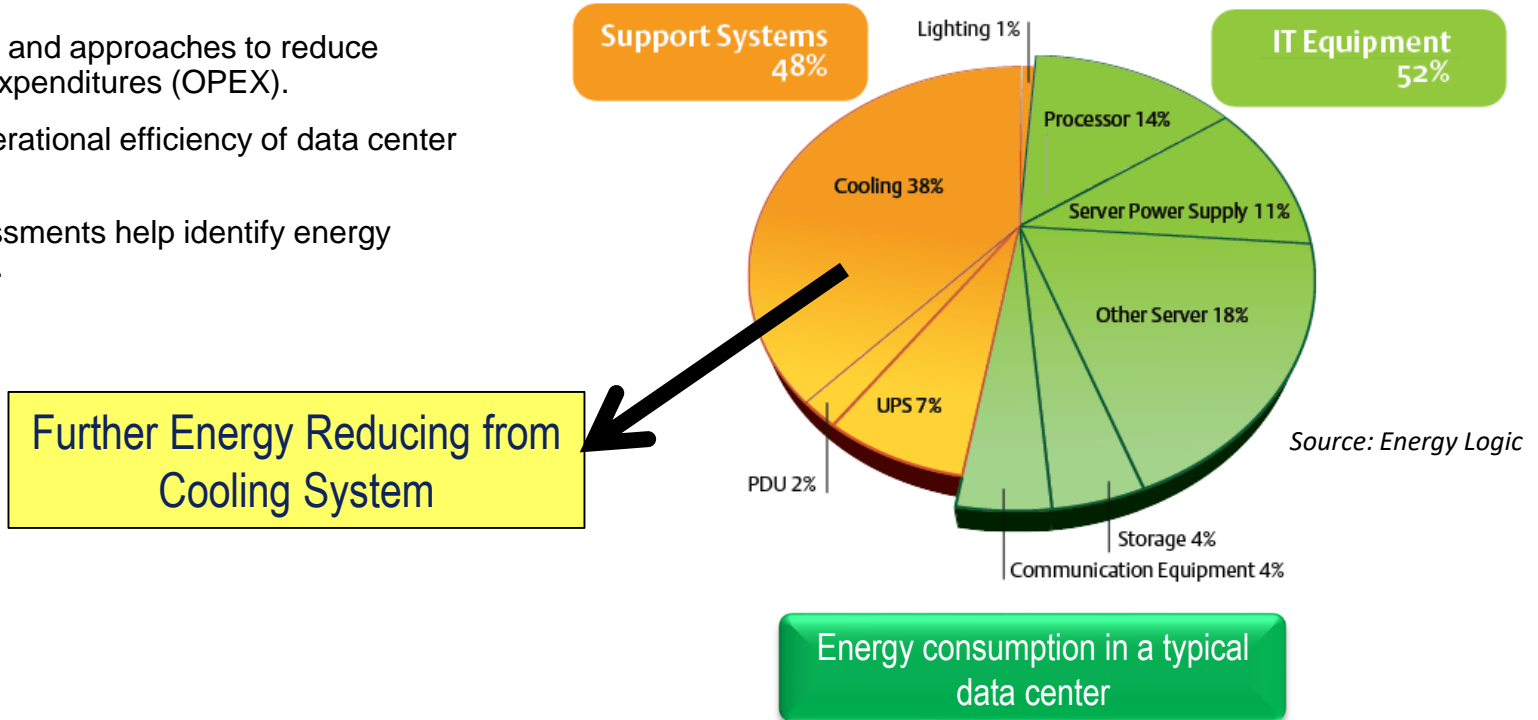 and approaches to reduce
xpenditures (OPEX).
erational efficiency of data center
ssments help identify energy
Further Energy Reducing from
Cooling System
Support Systems
48%
Lighting 1%
IT Equipment
52%
Processor 14%
Cooling 38%
Server Power Supply 11%
Other Server 18%
UPS 7%
Source: Energy Logic
PDU 2%
Storage 4%
Communication Equipment 4%
Energy consumption in a typical
data center